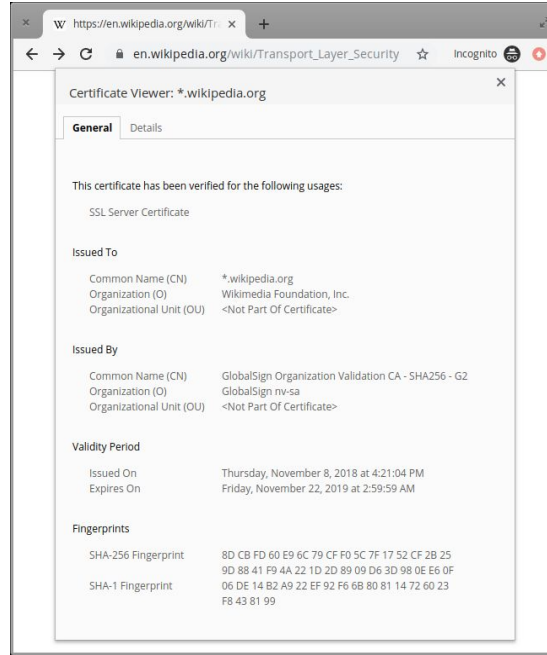 W https://en.wikipedia.org/wiki/Tr
en.wikipedia.org/wiki/Transport_Layer_Security Incognito
Certificate Viewer: *.wikipedia.org
General Details
This certificate has been verified for the following usages:
SSL Server Certificate
Issued To
Common Name (CN) *.wikipedia.org
Organization (O) Wikimedia Foundation, Inc.
Organizational Unit (OU) <Not Part Of Certificate>
Issued By
Common Name (CN) GlobalSign Organization Validation CA - SHA256 - G2
Organization (O) GlobalSign nv-sa
Organizational Unit (OU) <Not Part Of Certificate>
Validity Period
Issued On Thursday, November 8, 2018 at 4:21:04 PM
Expires On Friday, November 22, 2019 at 2:59:59 AM
Fingerprints
SHA-256 Fingerprint 8D CB FD 60 E9 6C 79 CF F0 5C 7F 17 52 CF 2B 25
9D 88 41 F9 4A 22 1D 2D 89 09 D6 3D 98 0E E6 0F
SHA-1 Fingerprint 06 DE 14 B2 A9 22 EF 92 F6 6B 80 81 14 72 60 23
F8 43 81 99